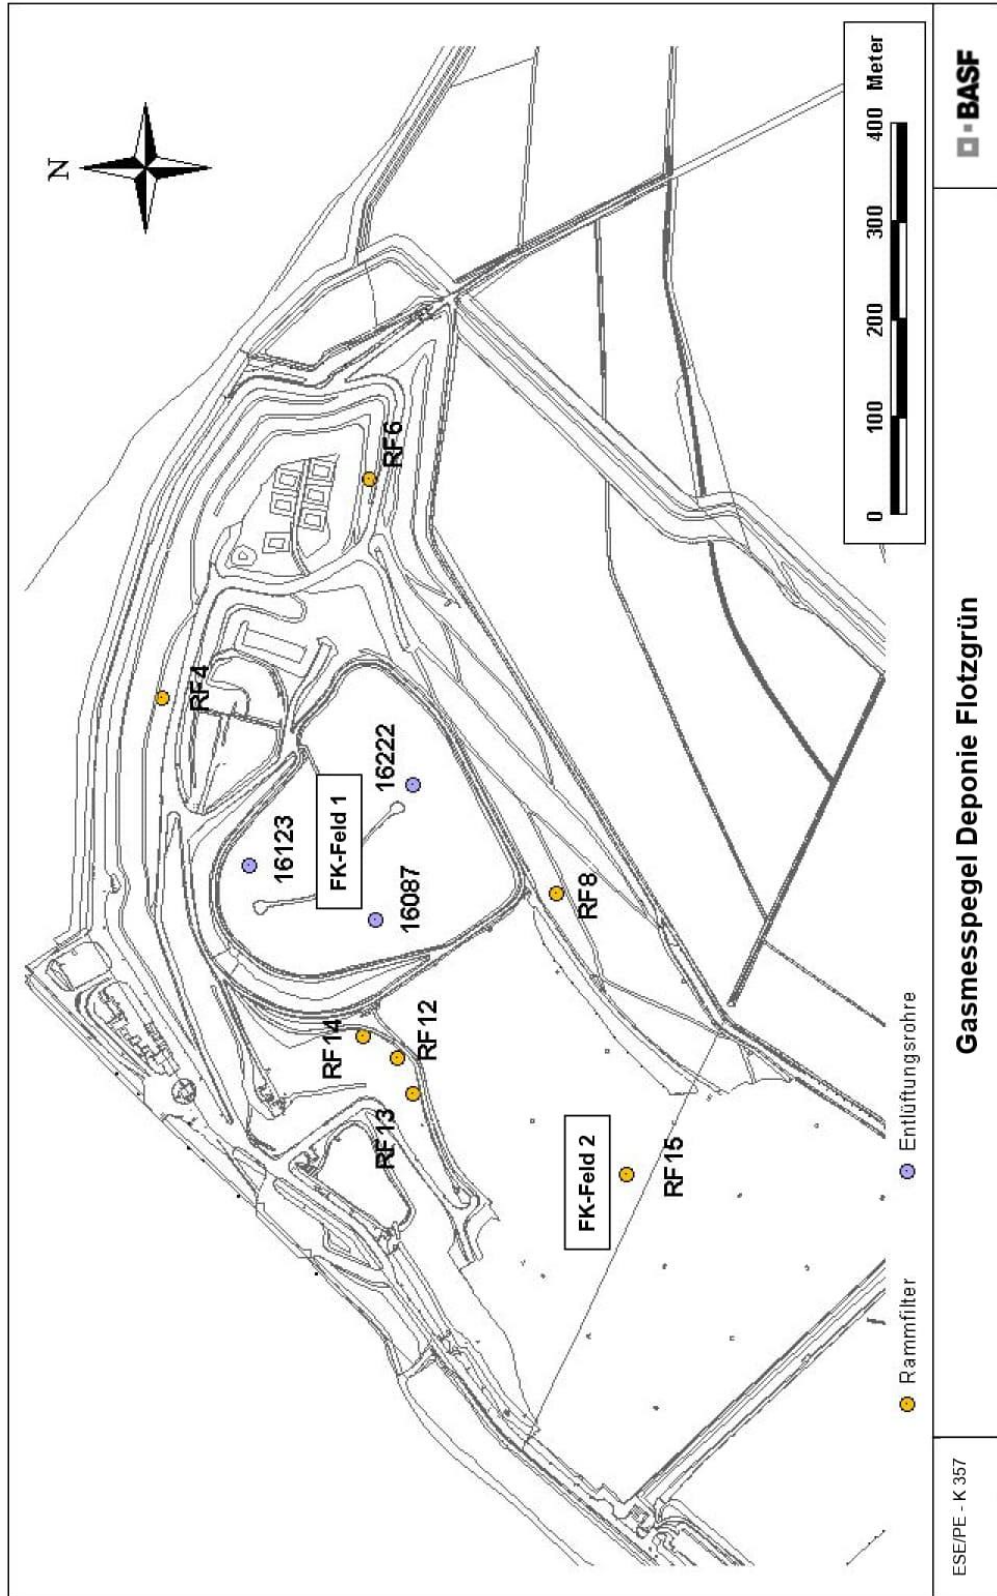 N
RF4
RF6
16123
FK-Feld 1
16222
16087
RF8
RF14
RF12
RF13
FK-Feld 2
RF15
Rammfilter
Entlüftungsrohre
0 100 200 300 400 Meter
ESE/PE - K 357
Gasmesspegel Deponie Flotzgrün
BASF